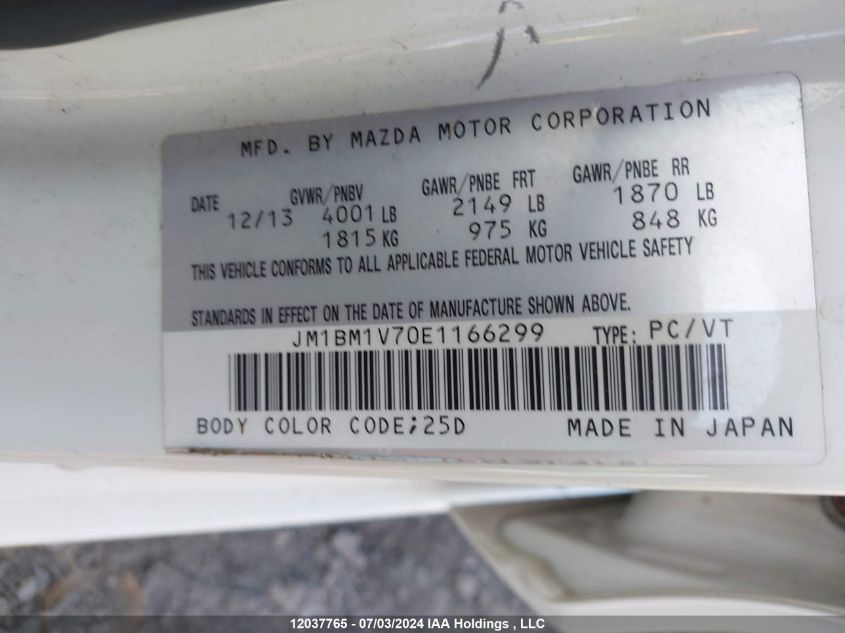 MFD. BY MAZDA MOTOR CORPORATION
DATE GVWR/PNBV GAWR/PNBE FRT GAWR/PNBE RR
12/13 4001 LB 2149 LB 1870 LB
1815 KG 975 KG 848 KG
THIS VEHICLE CONFORMS TO ALL APPLICABLE FEDERAL MOTOR VEHICLE SAFETY
STANDARDS IN EFFECT ON THE DATE OF MANUFACTURE SHOWN ABOVE.
JM1BM1V70E1166299 TYPE: PC/VT
BODY COLOR CODE;25D MADE IN JAPAN
12037765 - 07/03/2024 IAA Holdings , LLC